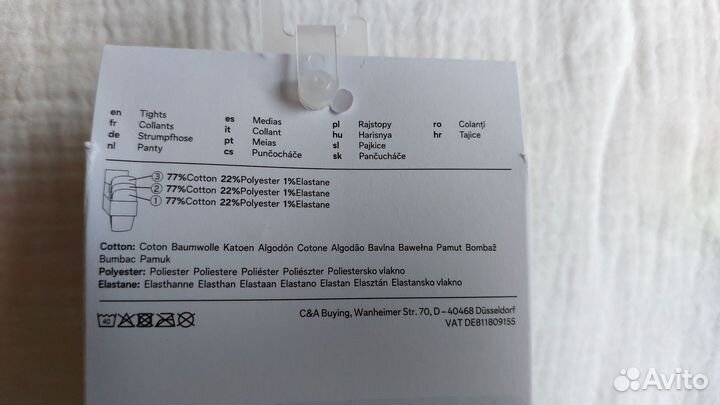 en Tights
fr Collants
de Strumpfhose
nl Panty
es Medias
it Collant
pt Meias
cs Punčocháče
pl Rajstopy
hu Harisnya
sl Pajkice
sk Pančucháče
ro Colanți
hr Tajice
3 77%Cotton 22%Polyester 1%Elastane
2 77%Cotton 22%Polyester 1%Elastane
1 77%Cotton 22%Polyester 1%Elastane
Cotton: Coton Baumwolle Katoen Algodón Cotone Algodão Bavlna Bawełna Pamut Bombaž
Bumbac Pamuk
Polyester: Poliester Poliestere Poliéster Poliészter Poliestersko vlakno
Elastane: Elasthanne Elasthan Elastaan Elastano Elastan Elasztán Elastansko vlakno
40
C&A Buying, Wanheimer Str. 70, D – 40468 Düsseldorf
VAT DE811809155
Avito